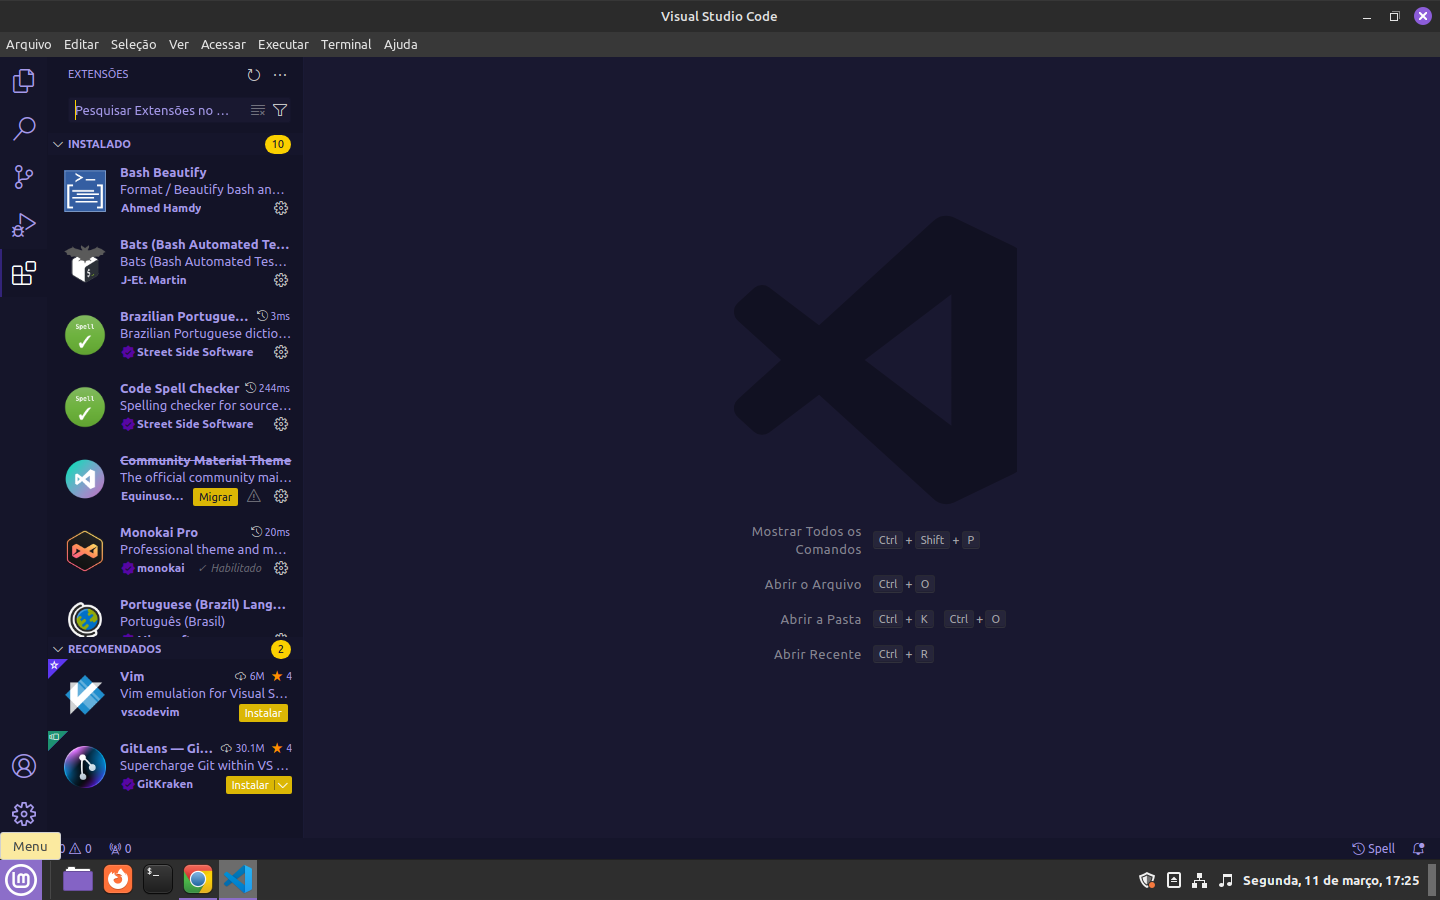 Visual Studio Code
Arquivo Editar Seleção Ver Acessar Executar Terminal Ajuda
EXTENSÕES
Pesquisar Extensões no ...
INSTALADO 10
Bash Beautify
Format / Beautify bash an...
Ahmed Hamdy
Bats (Bash Automated Te...
Bats (Bash Automated Tes...
J-Et. Martin
Brazilian Portugue... 3ms
Brazilian Portuguese dictio...
Street Side Software
Code Spell Checker 244ms
Spelling checker for source...
Street Side Software
Community Material Theme
The official community mai...
Equinuso... Migrar
Monokai Pro 20ms
Professional theme and m...
monokai ✓ Habilitado
Portuguese (Brazil) Lang...
Português (Brasil)
RECOMENDADOS 2
Vim 6M ★ 4
Vim emulation for Visual S...
vscodevim Instalar
GitLens — Gi... 30.1M ★ 4
Supercharge Git within VS ...
GitKraken Instalar
Mostrar Todos os
Comandos Ctrl + Shift + P
Abrir o Arquivo Ctrl + O
Abrir a Pasta Ctrl + K Ctrl + O
Abrir Recente Ctrl + R
Menu
0 0 0 Spell
Segunda, 11 de março, 17:25